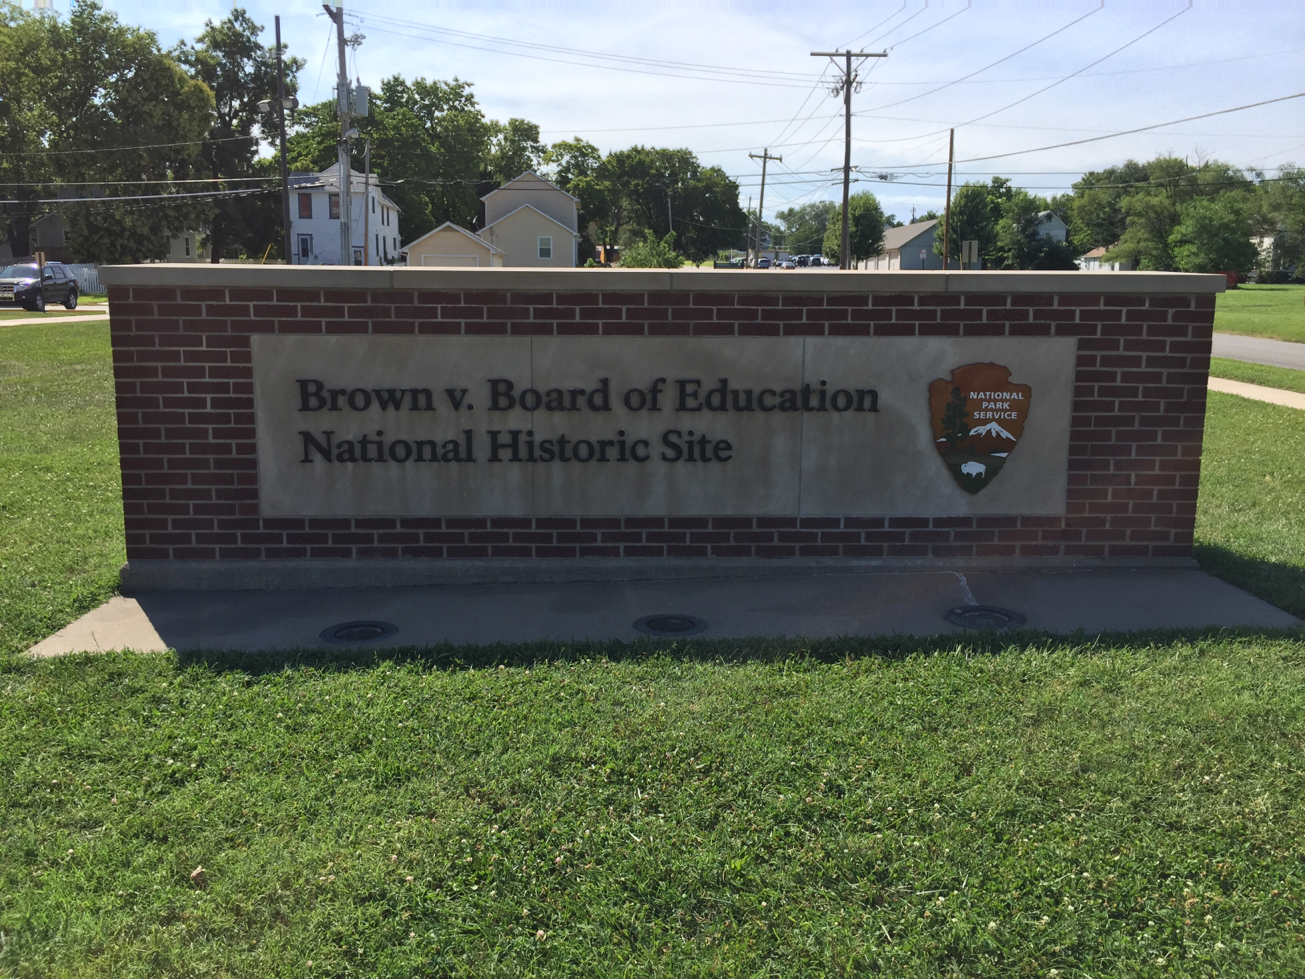 Brown v. Board of Education
National Historic Site
NATIONAL
PARK
SERVICE